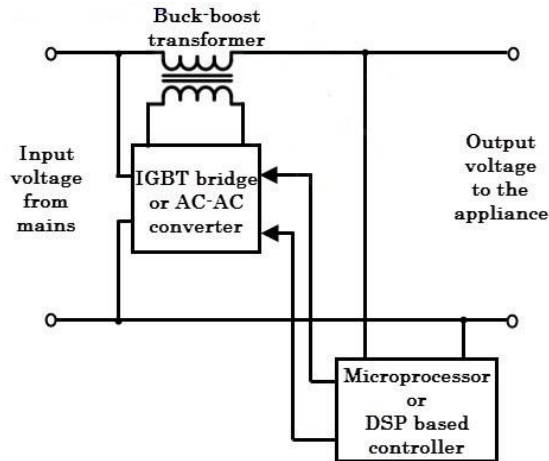 Buck-boost
transformer
Input
voltage
from
mains
IGBT bridge
or AC-AC
converter
Output
voltage
to the
appliance
Microprocessor
or
DSP based
controller